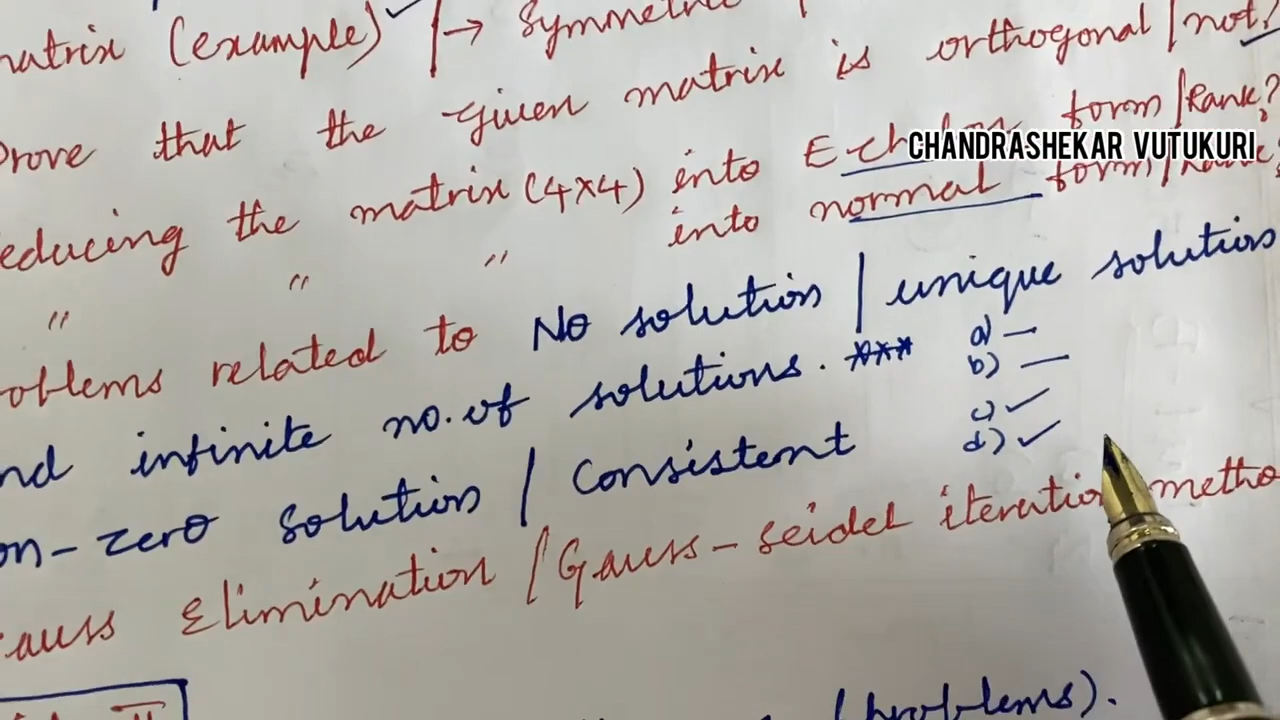 matrix (example) ✓ | → Symmetric
Prove that the given matrix is orthogonal / not?
CHANDRASHEKAR VUTUKURI
reducing the matrix (4×4) into Echelon form / Rank?
" " " into normal form /
problems related to No solution / unique solution
and infinite no. of solutions. ***
a) —
b) —
c) ✓
d) ✓
non-zero solution / Consistent
Gauss Elimination / Gauss-seidel iteration metho
(problems).